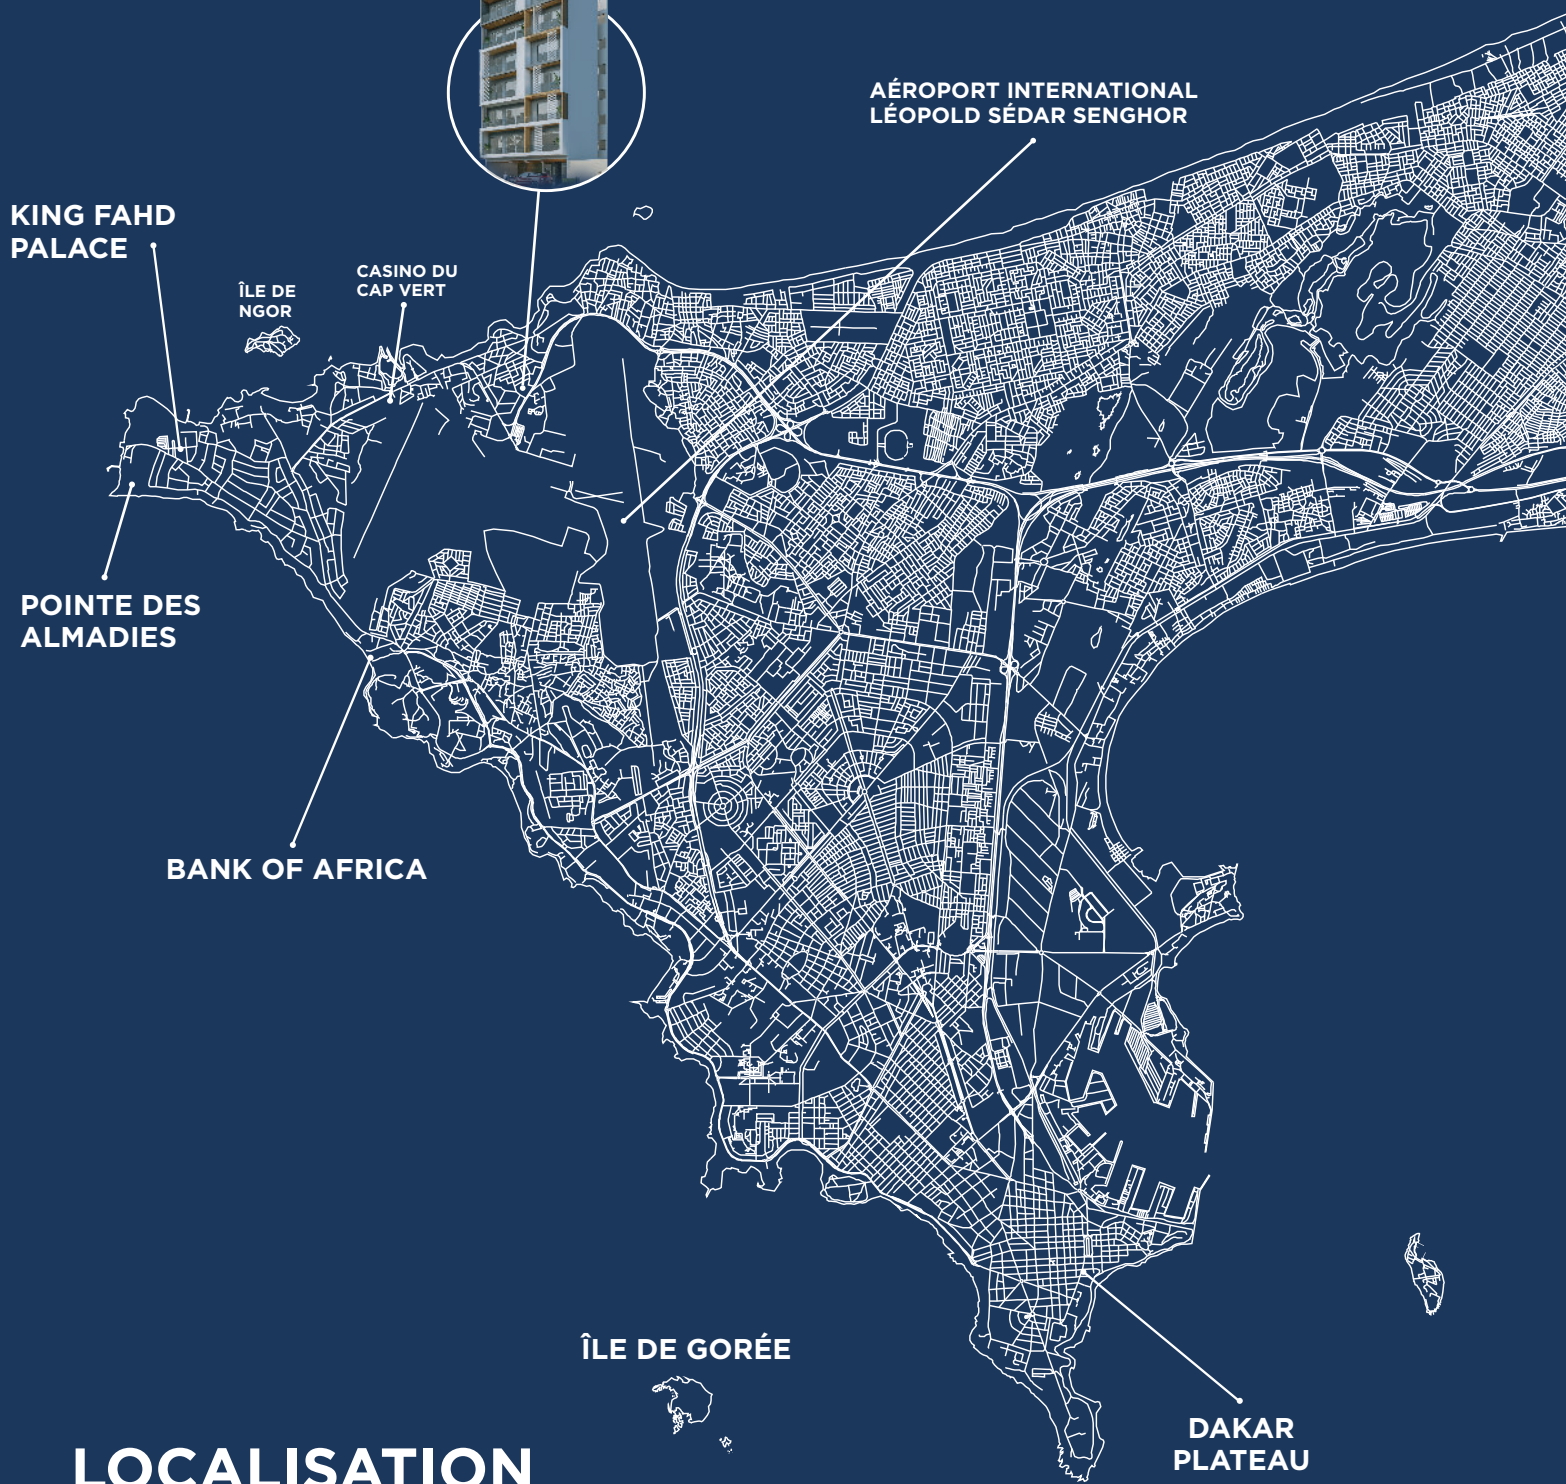 AÉROPORT INTERNATIONAL
LÉOPOLD SÉDAR SENGHOR
KING FAHD
PALACE
CASINO DU
CAP VERT
ÎLE DE
NGOR
POINTE DES
ALMADIES
BANK OF AFRICA
ÎLE DE GORÉE
DAKAR
PLATEAU
LOCALISATION